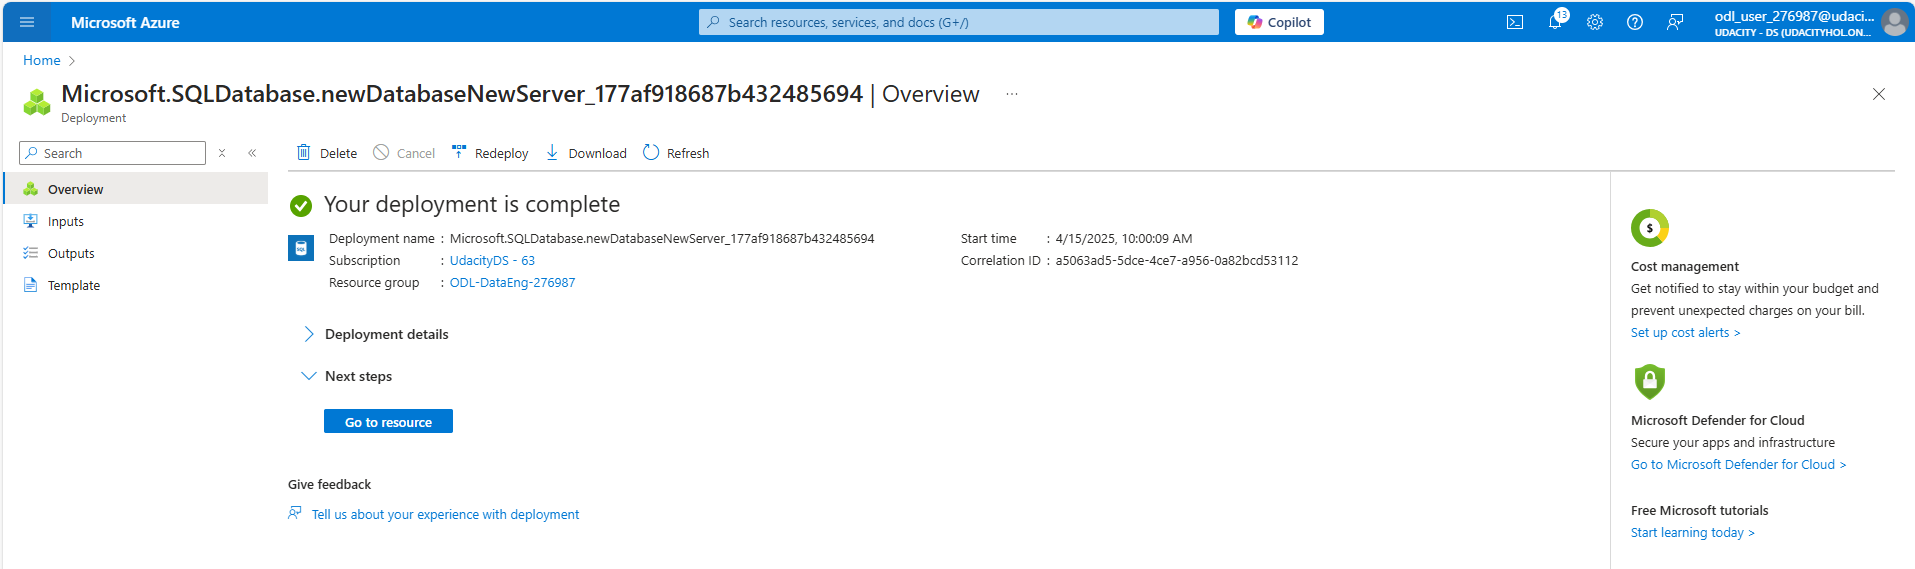 Microsoft Azure
Search resources, services, and docs (G+/)
Copilot
13
odl_user_276987@udaci...
UDACITY - DS (UDACITYHOL.ON...
Home >
Microsoft.SQLDatabase.newDatabaseNewServer_177af918687b432485694 | Overview ...
Deployment
Search
Delete
Cancel
Redeploy
Download
Refresh
Overview
Inputs
Outputs
Template
Your deployment is complete
SQL
Deployment name : Microsoft.SQLDatabase.newDatabaseNewServer_177af918687b432485694
Subscription : UdacityDS - 63
Resource group : ODL-DataEng-276987
Start time : 4/15/2025, 10:00:09 AM
Correlation ID : a5063ad5-5dce-4ce7-a956-0a82bcd53112
Deployment details
Next steps
Go to resource
Give feedback
Tell us about your experience with deployment
$
Cost management
Get notified to stay within your budget and
prevent unexpected charges on your bill.
Set up cost alerts >
Microsoft Defender for Cloud
Secure your apps and infrastructure
Go to Microsoft Defender for Cloud >
Free Microsoft tutorials
Start learning today >